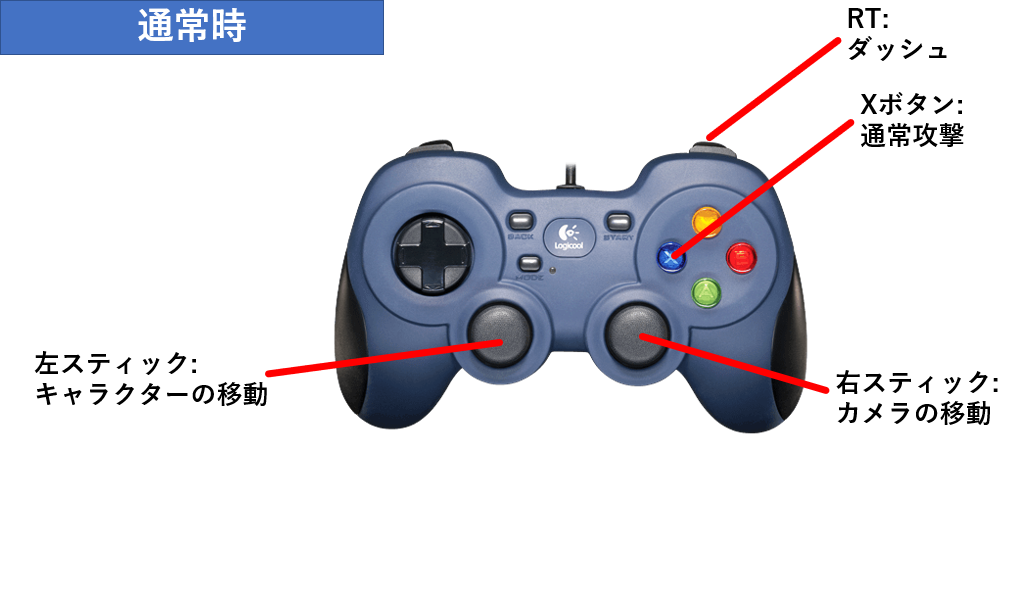 通常時
RT:
ダッシュ
Xボタン:
通常攻撃
BACK
START
Logicool
MODE
X
B
A
左スティック:
キャラクターの移動
右スティック:
カメラの移動